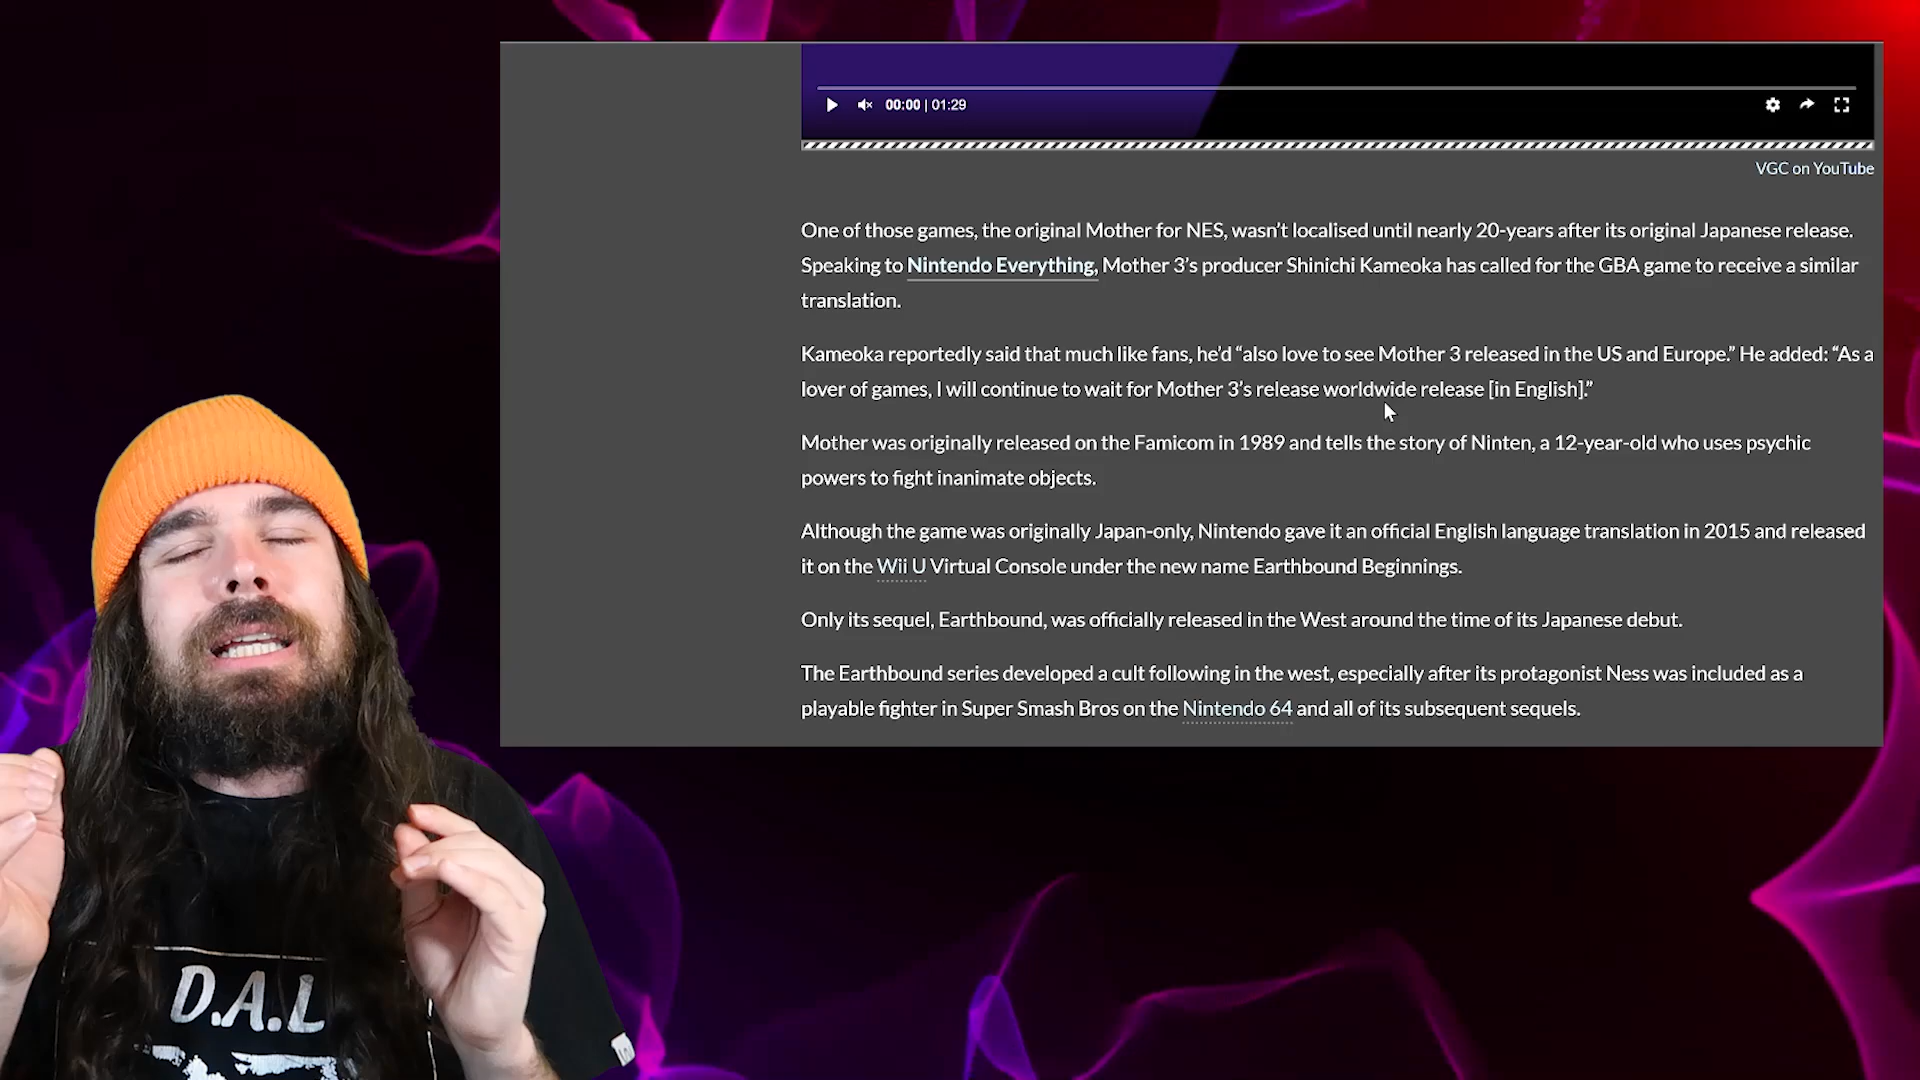 00:00 | 01:29
VGC on YouTube
One of those games, the original Mother for NES, wasn't localised until nearly 20-years after its original Japanese release.
Speaking to Nintendo Everything, Mother 3's producer Shinichi Kameoka has called for the GBA game to receive a similar
translation.
Kameoka reportedly said that much like fans, he'd “also love to see Mother 3 released in the US and Europe.” He added: “As a
lover of games, I will continue to wait for Mother 3's release worldwide release [in English].”
Mother was originally released on the Famicom in 1989 and tells the story of Ninten, a 12-year-old who uses psychic
powers to fight inanimate objects.
Although the game was originally Japan-only, Nintendo gave it an official English language translation in 2015 and released
it on the Wii U Virtual Console under the new name Earthbound Beginnings.
Only its sequel, Earthbound, was officially released in the West around the time of its Japanese debut.
The Earthbound series developed a cult following in the west, especially after its protagonist Ness was included as a
playable fighter in Super Smash Bros on the Nintendo 64 and all of its subsequent sequels.
D.A.L